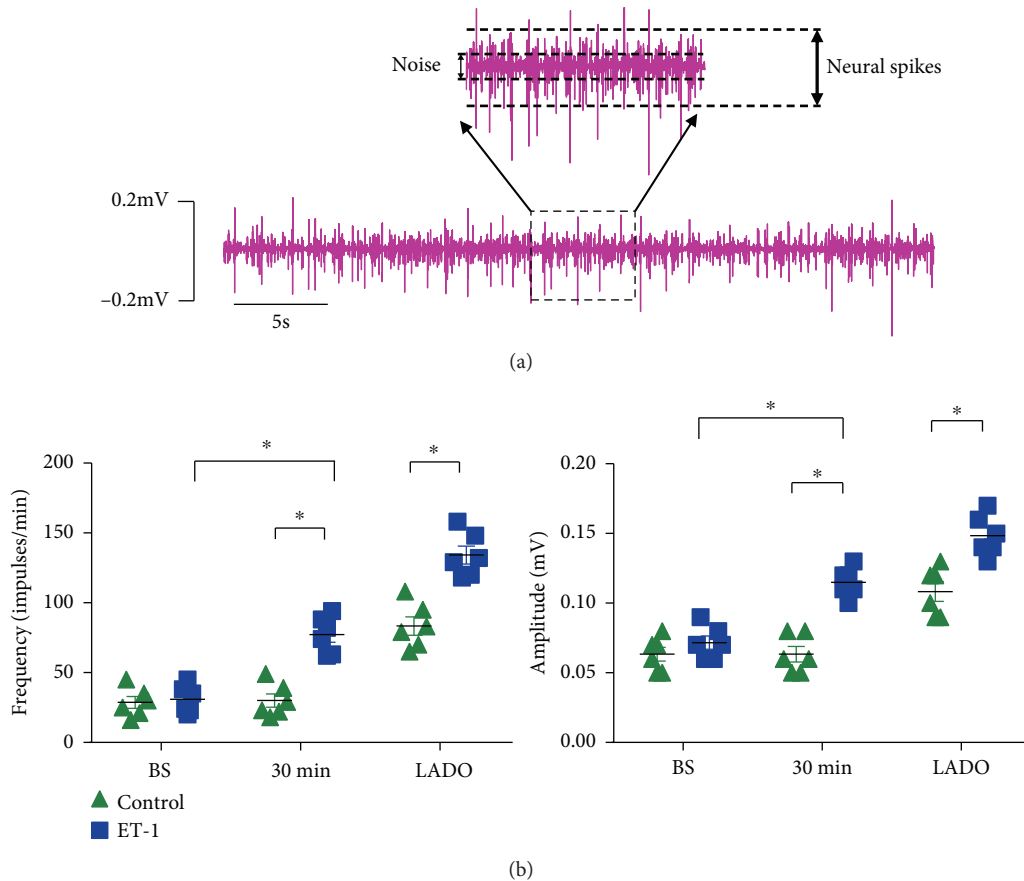 Noise
Neural spikes
0.2mV
−0.2mV
5s
(a)
*
*
*
200
150
100
50
0
Frequency (impulses/min)
BS
30 min
LADO
*
*
*
0.20
0.15
0.10
0.05
0.00
Amplitude (mV)
BS
30 min
LADO
Control
ET-1
(b)